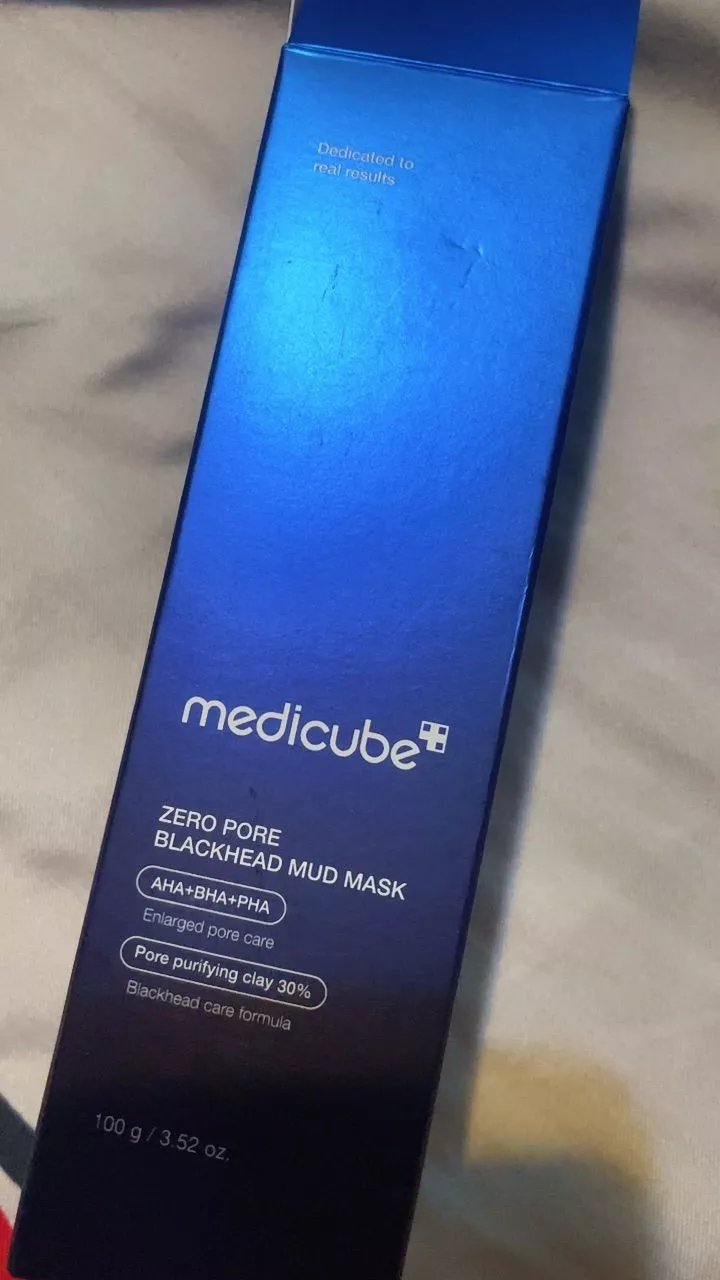 Dedicated to
real results
medicube
ZERO PORE
BLACKHEAD MUD MASK
AHA+BHA+PHA
Enlarged pore care
Pore purifying clay 30%
Blackhead care formula
100 g / 3.52 oz.